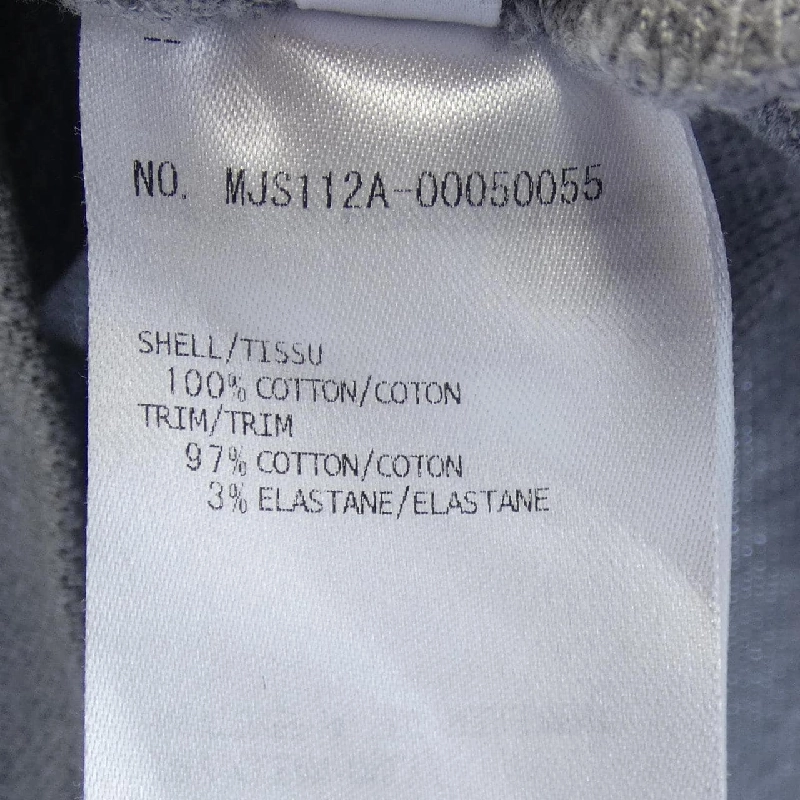 NO. MJS112A-00050055
SHELL/TISSU
100% COTTON/COTON
TRIM/TRIM
97% COTTON/COTON
3% ELASTANE/ELASTANE